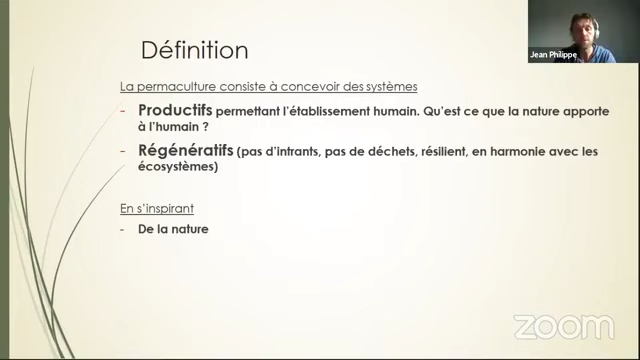 Définition
Jean Philippe
La permaculture consiste à concevoir des systèmes
- Productifs permettant l'établissement humain. Qu'est ce que la nature apporte
à l'humain ?
- Régénératifs (pas d'intrants, pas de déchets, résilient, en harmonie avec les
écosystèmes)
En s'inspirant
- De la nature
zoom